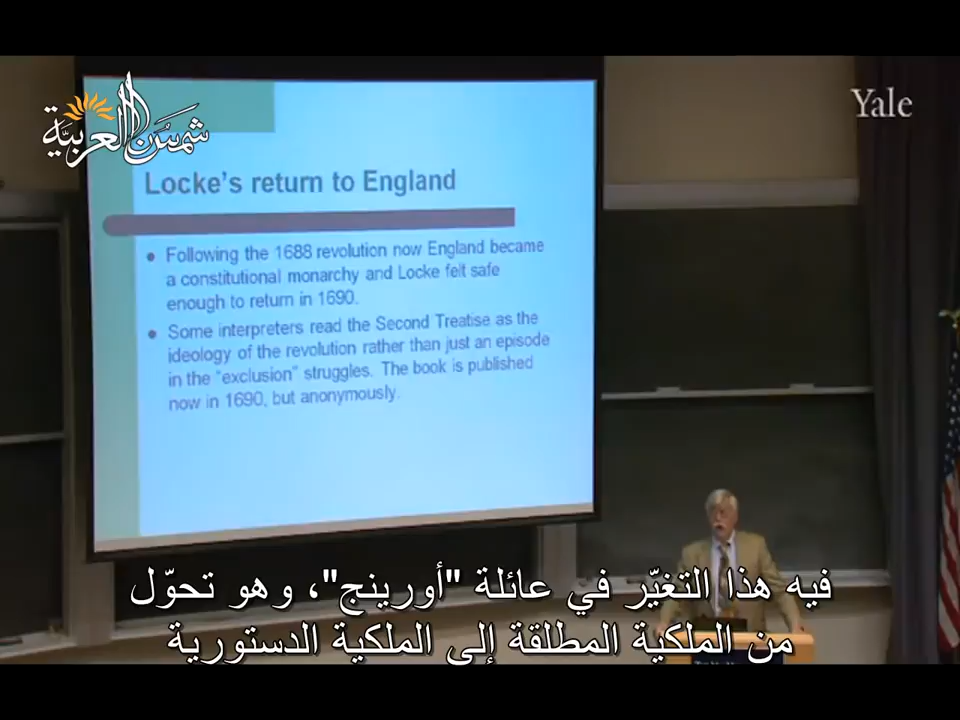 شمس العربية
Yale
Locke's return to England
Following the 1688 revolution now England became
a constitutional monarchy and Locke felt safe
enough to return in 1690.
Some interpreters read the Second Treatise as the
ideology of the revolution rather than just an episode
in the "exclusion" struggles. The book is published
now in 1690, but anonymously.
فيه هذا التغيّر في عائلة "أورينج"، وهو تحوّل
من الملكية المطلقة إلى الملكية الدستورية